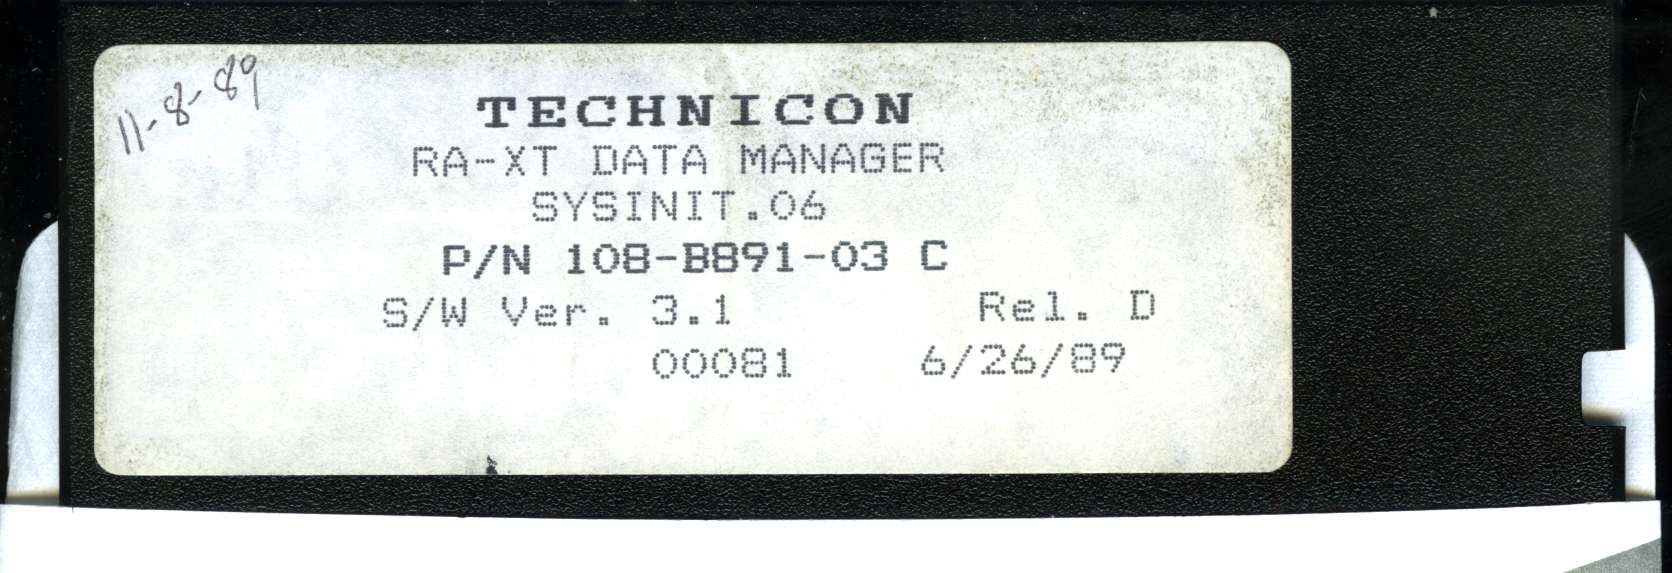 11-8-89
TECHNICON
RA-XT DATA MANAGER
SYSINIT.06
P/N 108-B891-03 C
S/W Ver. 3.1 Rel. D
00081 6/26/89